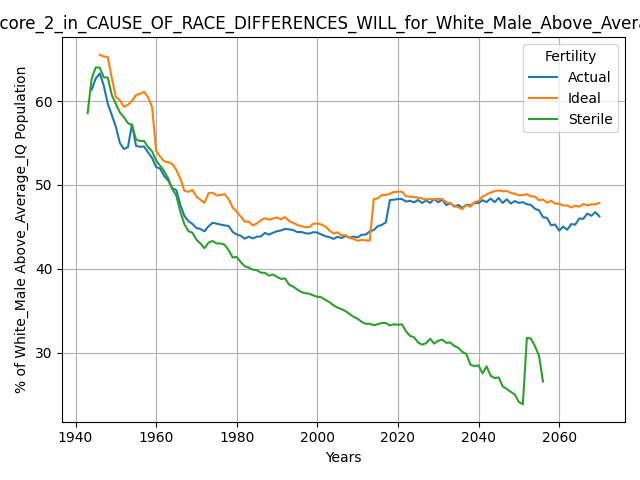 core_2_in_CAUSE_OF_RACE_DIFFERENCES_WILL_for_White_Male_Above_Avera
Fertility
Actual
Ideal
Sterile
% of White_Male Above_Average_IQ Population
60
50
40
30
1940 1960 1980 2000 2020 2040 2060
Years